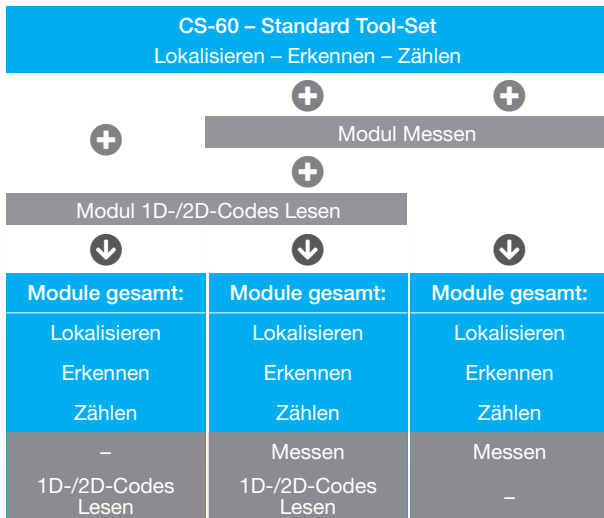 CS-60 – Standard Tool-Set
Lokalisieren – Erkennen – Zählen
Modul Messen
Modul 1D-/2D-Codes Lesen
Module gesamt: Module gesamt: Module gesamt:
Lokalisieren Lokalisieren Lokalisieren
Erkennen Erkennen Erkennen
Zählen Zählen Zählen
– Messen Messen
1D-/2D-Codes 1D-/2D-Codes
Lesen Lesen –